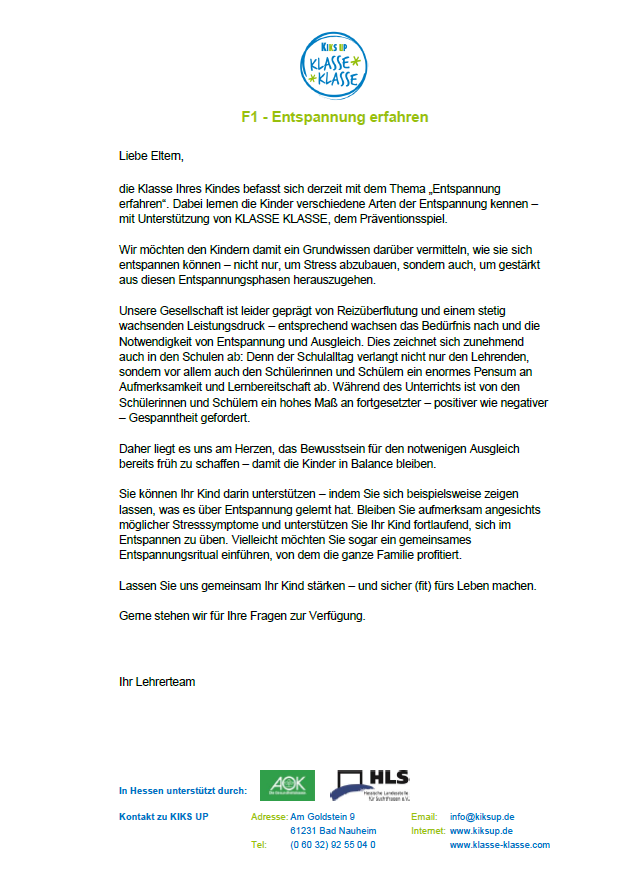 KIKS UP
KLASSE
KLASSE
F1 - Entspannung erfahren
Liebe Eltern,
die Klasse Ihres Kindes befasst sich derzeit mit dem Thema „Entspannung
erfahren“. Dabei lernen die Kinder verschiedene Arten der Entspannung kennen –
mit Unterstützung von KLASSE KLASSE, dem Präventionsspiel.
Wir möchten den Kindern damit ein Grundwissen darüber vermitteln, wie sie sich
entspannen können – nicht nur, um Stress abzubauen, sondern auch, um gestärkt
aus diesen Entspannungsphasen herauszugehen.
Unsere Gesellschaft ist leider geprägt von Reizüberflutung und einem stetig
wachsenden Leistungsdruck – entsprechend wachsen das Bedürfnis nach und die
Notwendigkeit von Entspannung und Ausgleich. Dies zeichnet sich zunehmend
auch in den Schulen ab: Denn der Schulalltag verlangt nicht nur den Lehrenden,
sondern vor allem auch den Schülerinnen und Schülern ein enormes Pensum an
Aufmerksamkeit und Lernbereitschaft ab. Während des Unterrichts ist von den
Schülerinnen und Schülern ein hohes Maß an fortgesetzter – positiver wie negativer
– Gespanntheit gefordert.
Daher liegt es uns am Herzen, das Bewusstsein für den notwenigen Ausgleich
bereits früh zu schaffen – damit die Kinder in Balance bleiben.
Sie können Ihr Kind darin unterstützen – indem Sie sich beispielsweise zeigen
lassen, was es über Entspannung gelernt hat. Bleiben Sie aufmerksam angesichts
möglicher Stresssymptome und unterstützen Sie Ihr Kind fortlaufend, sich im
Entspannen zu üben. Vielleicht möchten Sie sogar ein gemeinsames
Entspannungsritual einführen, von dem die ganze Familie profitiert.
Lassen Sie uns gemeinsam Ihr Kind stärken – und sicher (fit) fürs Leben machen.
Gerne stehen wir für Ihre Fragen zur Verfügung.
Ihr Lehrerteam
In Hessen unterstützt durch:
AOK
Die Gesundheitskasse
HLS
Hessische Landesstelle
für Suchtfragen e.V.
Kontakt zu KIKS UP Adresse: Am Goldstein 9 Email: info@kiksup.de
61231 Bad Nauheim Internet: www.kiksup.de
Tel: (0 60 32) 92 55 04 0 www.klasse-klasse.com